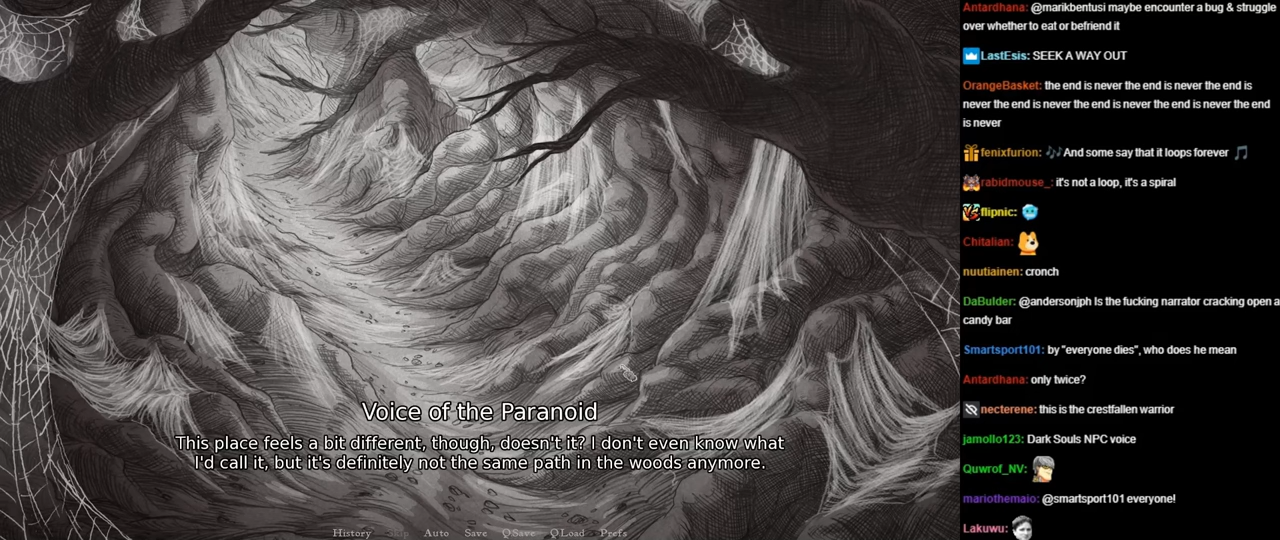 Voice of the Paranoid
This place feels a bit different, though, doesn't it? I don't even know what
I'd call it, but it's definitely not the same path in the woods anymore.
History Skip Auto Save Q.Save Q.Load Prefs
Antardhana: @marikbentusi maybe encounter a bug & struggle
over whether to eat or befriend it
LastEsis: SEEK A WAY OUT
OrangeBasket: the end is never the end is never the end is
never the end is never the end is never the end is never the end
is never
fenixfurion: 🎶And some say that it loops forever 🎵
rabidmouse_: it's not a loop, it's a spiral
flipnic:
Chitalian:
nuutiainen: cronch
DaBulder: @andersonjph Is the fucking narrator cracking open a
candy bar
Smartsport101: by "everyone dies", who does he mean
Antardhana: only twice?
necterene: this is the crestfallen warrior
jamollo123: Dark Souls NPC voice
Quwrof_NV:
mariothemaio: @smartsport101 everyone!
Lakuwu: